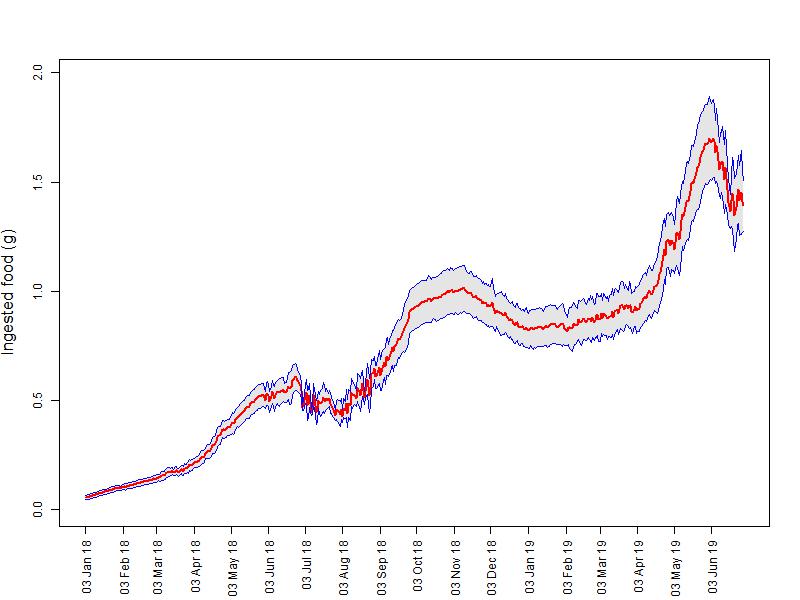 Ingested food (g)
2.0
1.5
1.0
0.5
0.0
03 Jan 18
03 Feb 18
03 Mar 18
03 Apr 18
03 May 18
03 Jun 18
03 Jul 18
03 Aug 18
03 Sep 18
03 Oct 18
03 Nov 18
03 Dec 18
03 Jan 19
03 Feb 19
03 Mar 19
03 Apr 19
03 May 19
03 Jun 19